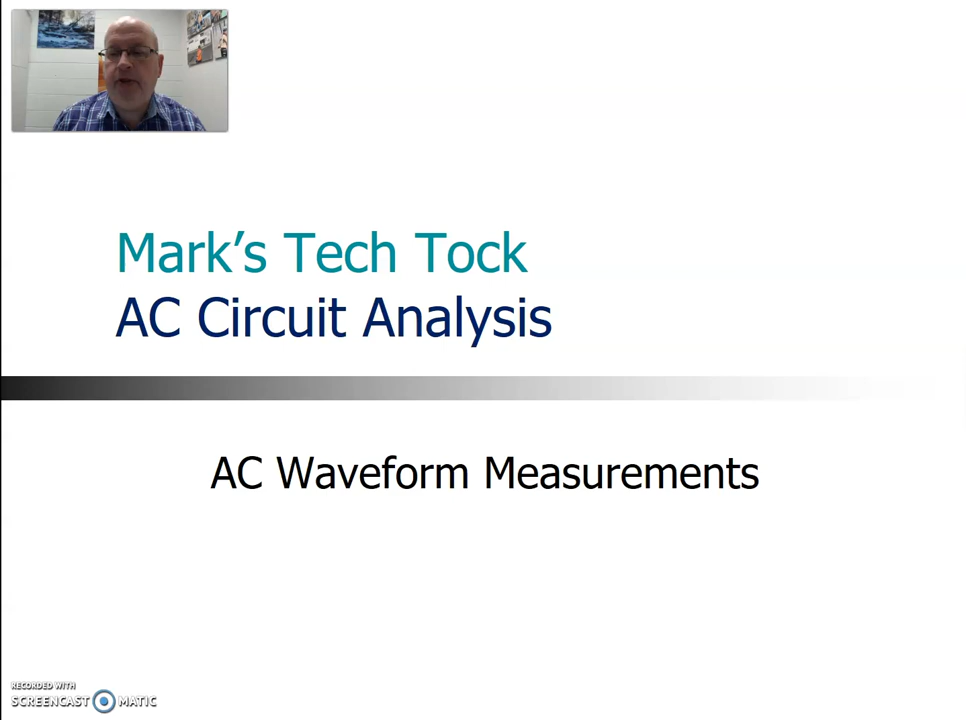 Mark’s Tech Tock
AC Circuit Analysis
AC Waveform Measurements
RECORDED WITH
SCREENCAST MATIC